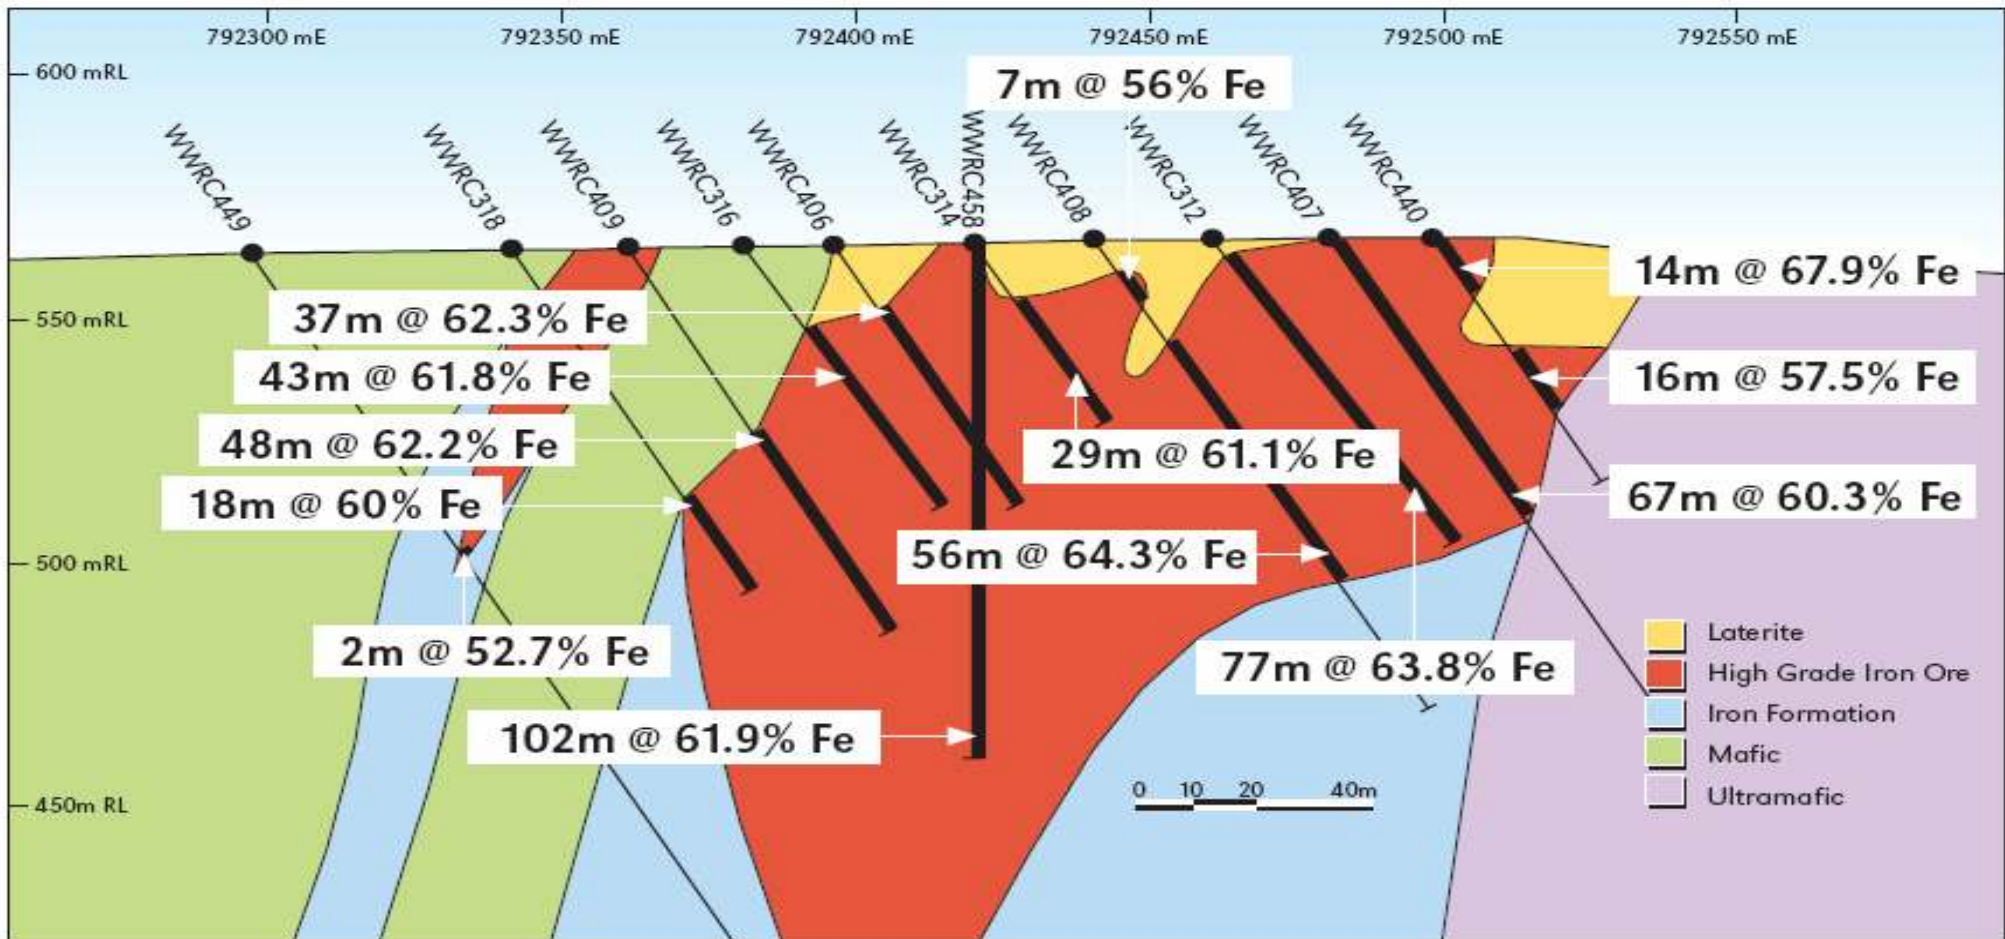 792300 mE
792350 mE
792400 mE
792450 mE
792500 mE
792550 mE
600 mRL
7m @ 56% Fe
WWRC449
WWRC318
WWRC409
WWRC316
WWRC406
WWRC314
WWRC458
WWRC408
WWRC312
WWRC407
WWRC440
14m @ 67.9% Fe
550 mRL
37m @ 62.3% Fe
43m @ 61.8% Fe
16m @ 57.5% Fe
48m @ 62.2% Fe
29m @ 61.1% Fe
18m @ 60% Fe
67m @ 60.3% Fe
500 mRL
56m @ 64.3% Fe
2m @ 52.7% Fe
77m @ 63.8% Fe
102m @ 61.9% Fe
Laterite
High Grade Iron Ore
Iron Formation
Mafic
Ultramafic
450m RL
0 10 20 40m